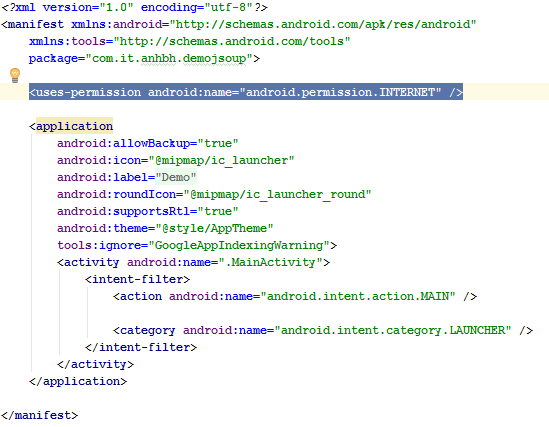 <?xml version="1.0" encoding="utf-8"?>
<manifest xmlns:android="http://schemas.android.com/apk/res/android"
    xmlns:tools="http://schemas.android.com/tools"
    package="com.it.anhbh.demojsoup">
    <uses-permission android:name="android.permission.INTERNET" />
    <application
        android:allowBackup="true"
        android:icon="@mipmap/ic_launcher"
        android:label="Demo"
        android:roundIcon="@mipmap/ic_launcher_round"
        android:supportsRtl="true"
        android:theme="@style/AppTheme"
        tools:ignore="GoogleAppIndexingWarning">
        <activity android:name=".MainActivity">
            <intent-filter>
                <action android:name="android.intent.action.MAIN" />
                <category android:name="android.intent.category.LAUNCHER" />
            </intent-filter>
        </activity>
    </application>
</manifest>